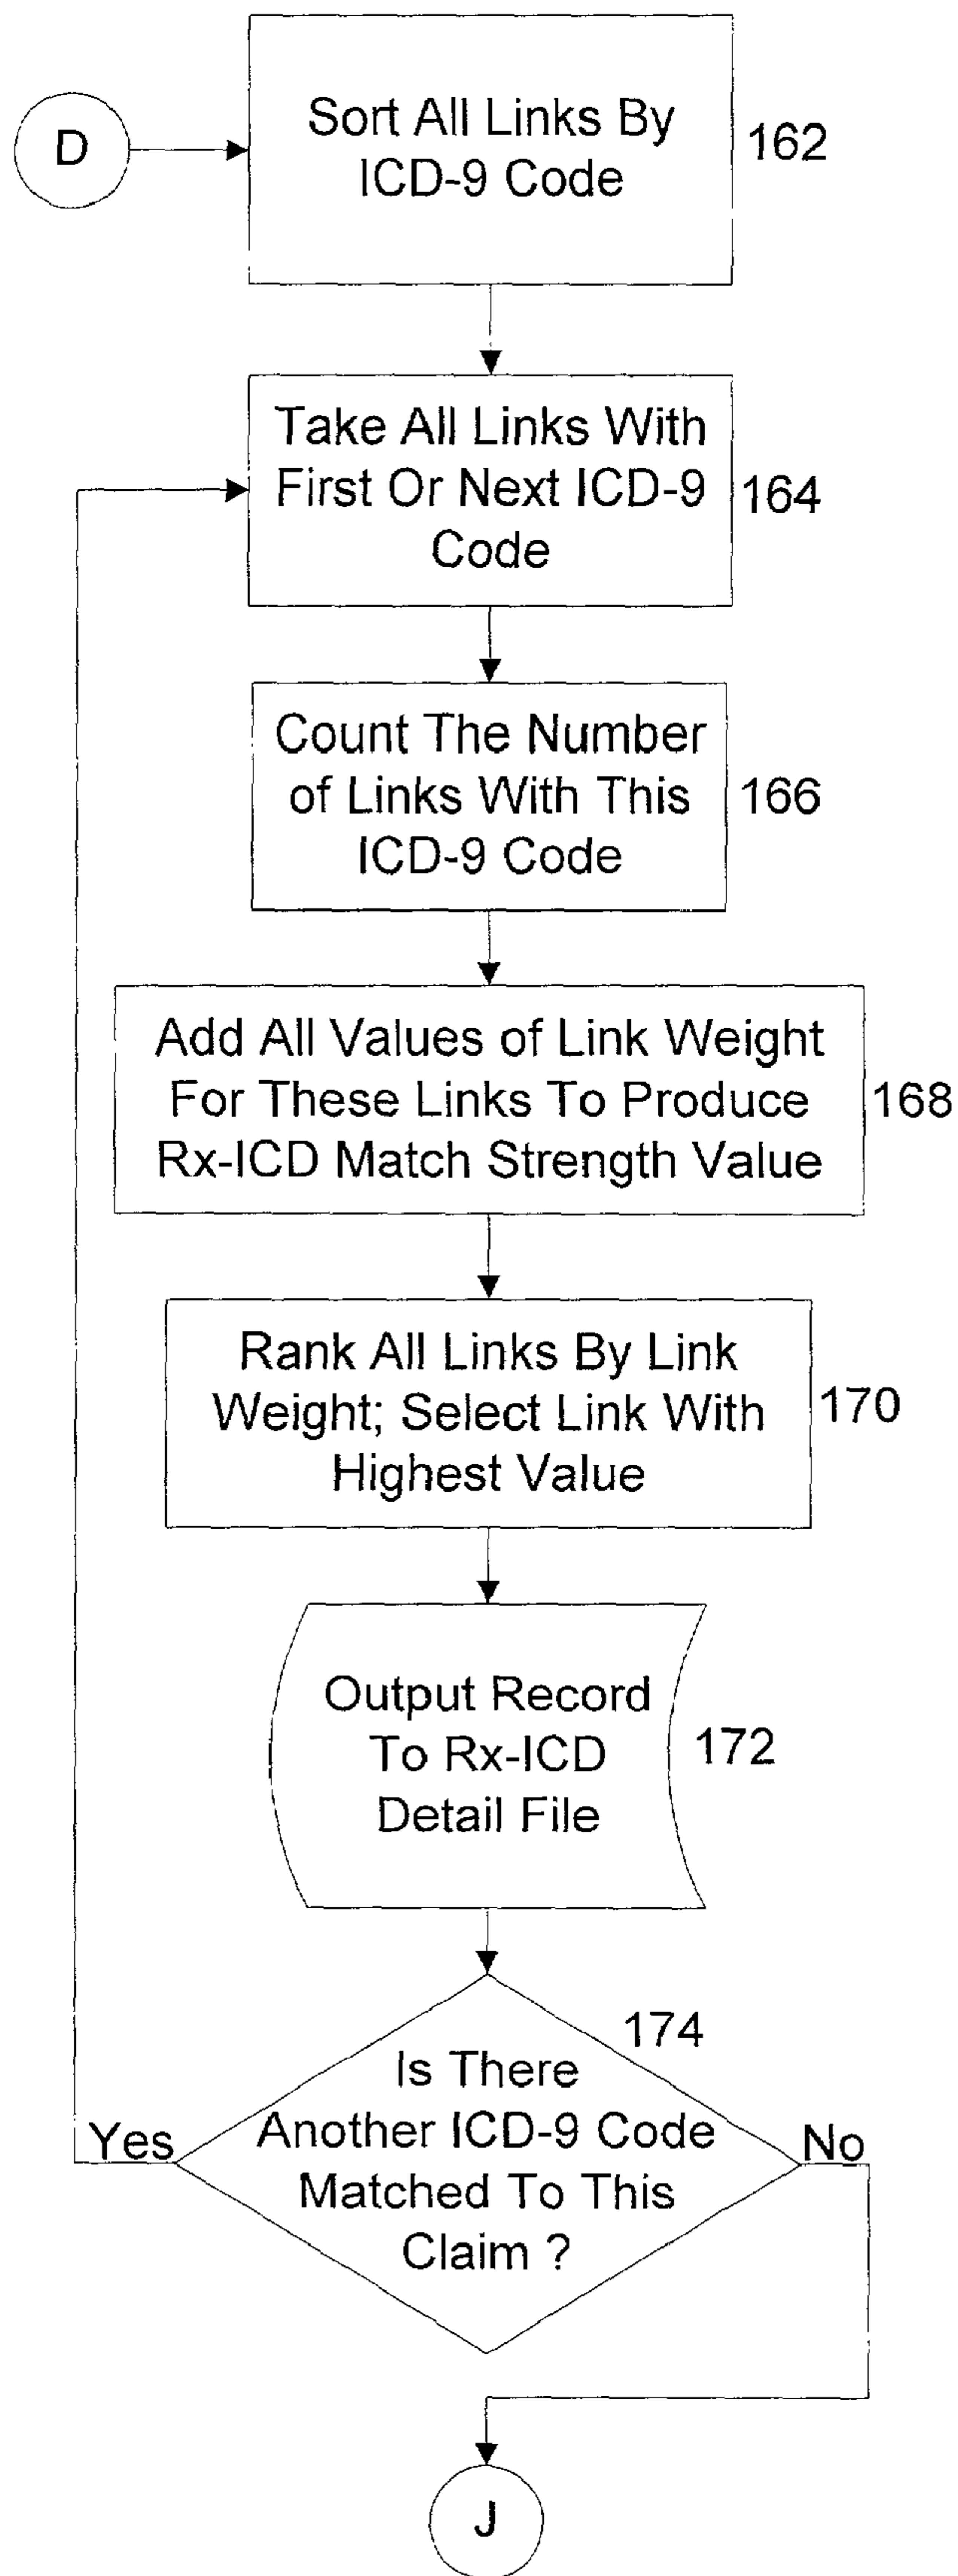 D
Sort All Links By
ICD-9 Code
162
Take All Links With
First Or Next ICD-9
Code
164
Count The Number
of Links With This
ICD-9 Code
166
Add All Values of Link Weight
For These Links To Produce
Rx-ICD Match Strength Value
168
Rank All Links By Link
Weight; Select Link With
Highest Value
170
Output Record
To Rx-ICD
Detail File
172
174
Is There
Another ICD-9 Code
Matched To This
Claim ?
Yes
No
J